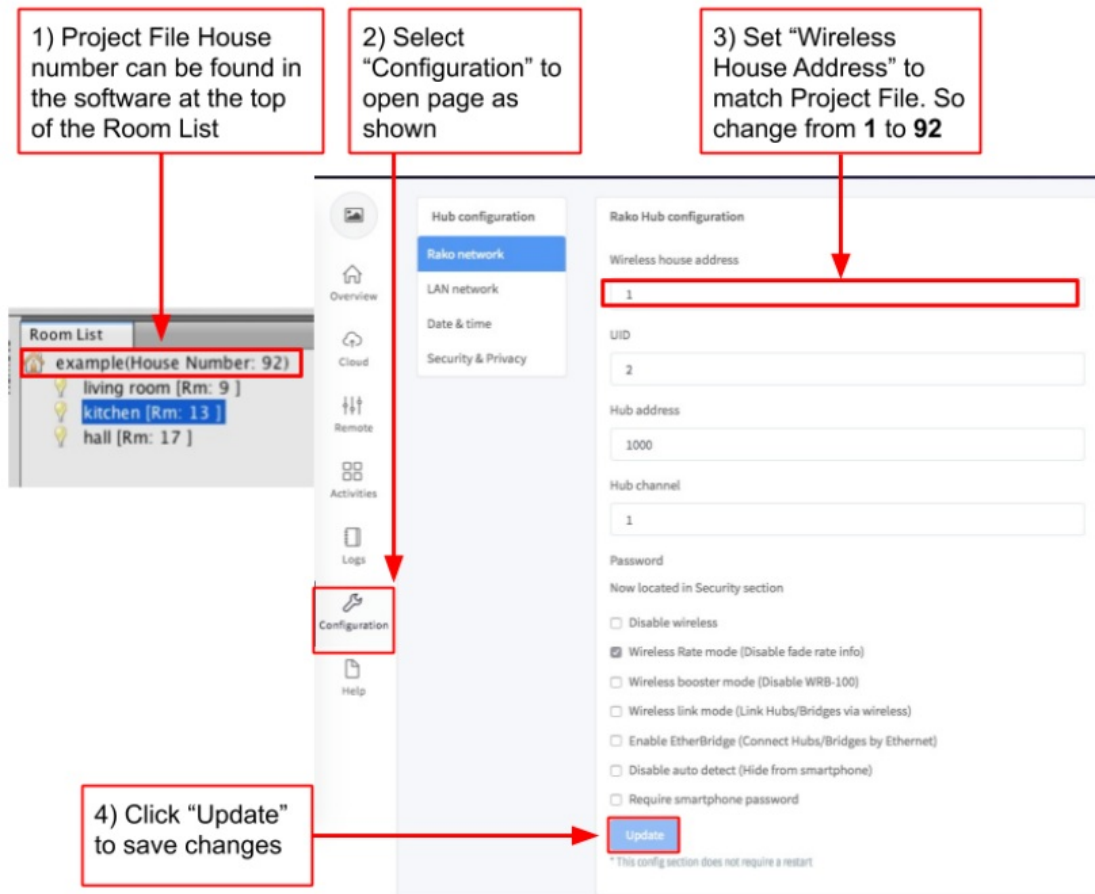 1) Project File House
number can be found in
the software at the top
of the Room List
2) Select
“Configuration” to
open page as
shown
3) Set “Wireless
House Address” to
match Project File. So
change from 1 to 92
Room List
example(House Number: 92)
living room [Rm: 9 ]
kitchen [Rm: 13 ]
hall [Rm: 17 ]
Overview
Cloud
Remote
Activities
Logs
Configuration
Help
Hub configuration
Rako network
LAN network
Date & time
Security & Privacy
Rako Hub configuration
Wireless house address
1
UID
2
Hub address
1000
Hub channel
1
Password
Now located in Security section
Disable wireless
Wireless Rate mode (Disable fade rate info)
Wireless booster mode (Disable WRB-100)
Wireless link mode (Link Hubs/Bridges via wireless)
Enable EtherBridge (Connect Hubs/Bridges by Ethernet)
Disable auto detect (Hide from smartphone)
Require smartphone password
Update
* This config section does not require a restart
4) Click “Update”
to save changes